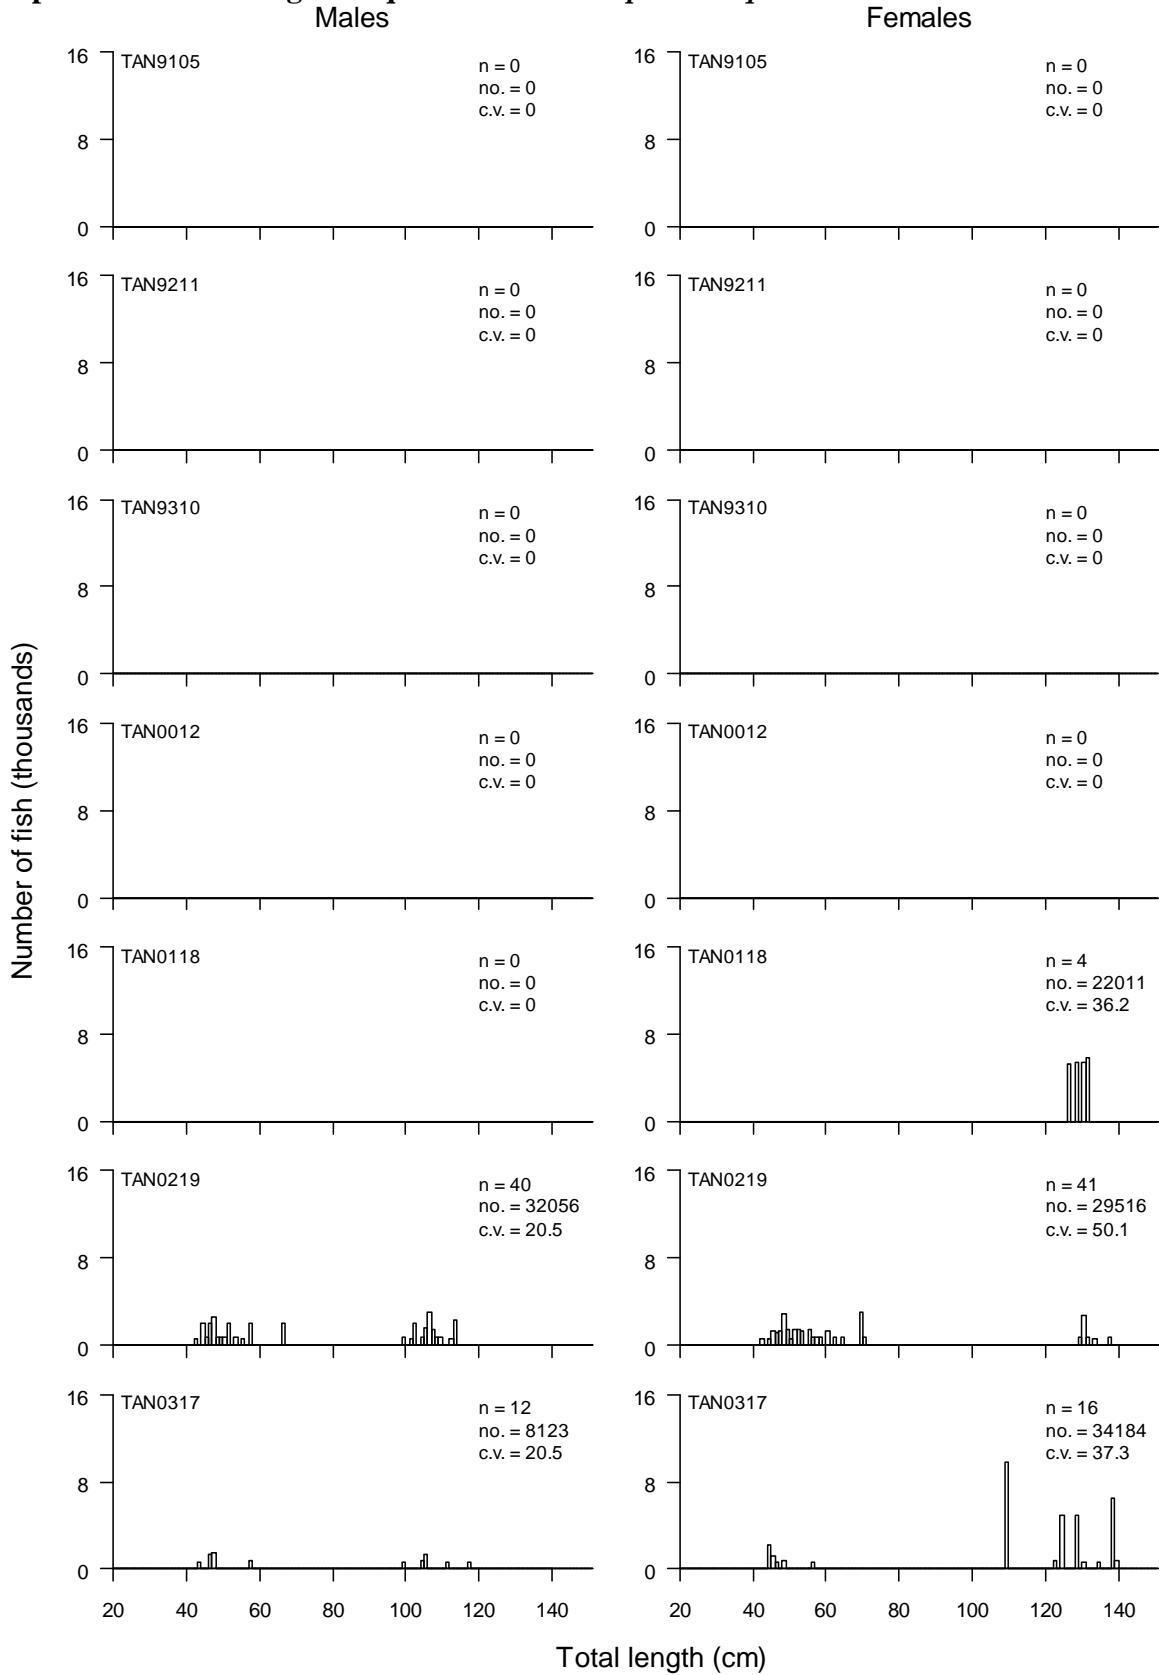 Males
Females
16
TAN9105
n = 0
no. = 0
c.v. = 0
8
0
16
TAN9105
n = 0
no. = 0
c.v. = 0
8
0
16
TAN9211
n = 0
no. = 0
c.v. = 0
8
0
16
TAN9211
n = 0
no. = 0
c.v. = 0
8
0
16
TAN9310
n = 0
no. = 0
c.v. = 0
8
0
16
TAN9310
n = 0
no. = 0
c.v. = 0
8
0
16
TAN0012
n = 0
no. = 0
c.v. = 0
8
0
16
TAN0012
n = 0
no. = 0
c.v. = 0
8
0
16
TAN0118
n = 0
no. = 0
c.v. = 0
8
0
16
TAN0118
n = 4
no. = 22011
c.v. = 36.2
8
0
16
TAN0219
n = 40
no. = 32056
c.v. = 20.5
8
0
16
TAN0219
n = 41
no. = 29516
c.v. = 50.1
8
0
16
TAN0317
n = 12
no. = 8123
c.v. = 20.5
8
0
16
TAN0317
n = 16
no. = 34184
c.v. = 37.3
8
0
20 40 60 80 100 120 140
20 40 60 80 100 120 140
Number of fish (thousands)
Total length (cm)